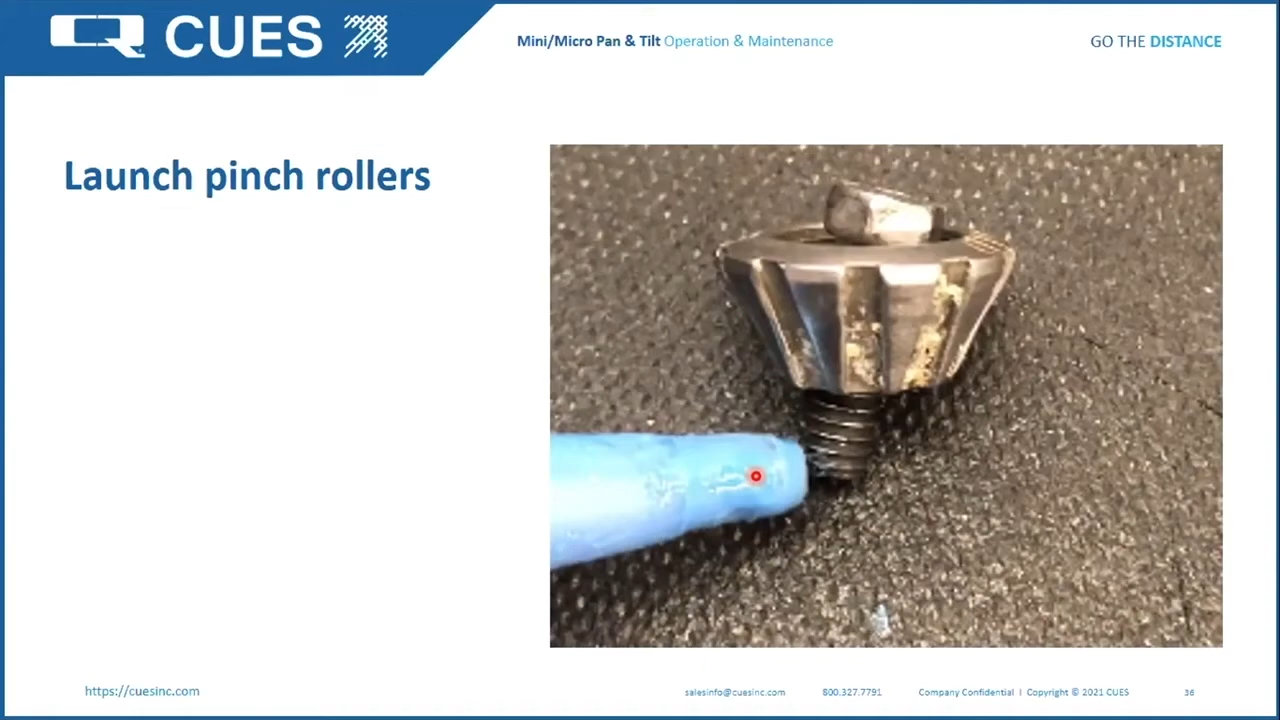 CUES
Mini/Micro Pan & Tilt Operation & Maintenance
GO THE DISTANCE
Launch pinch rollers
https://cuesinc.com
salesinfo@cuesinc.com
800.327.7791
Company Confidential I Copyright © 2021 CUES
36